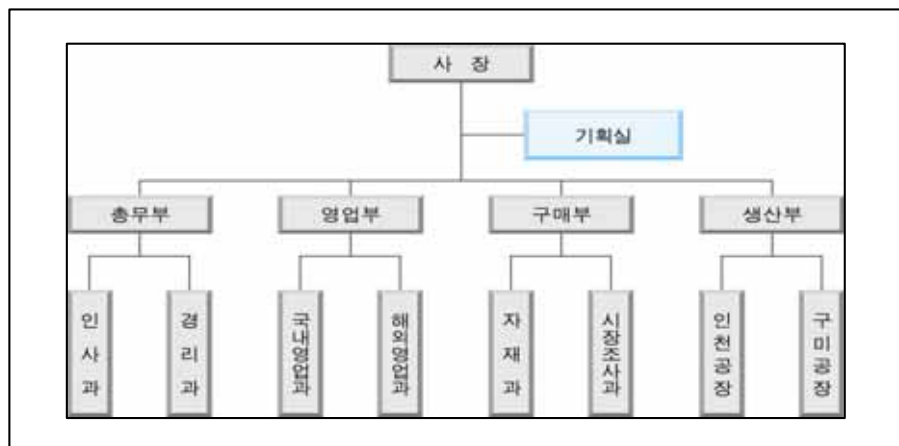 사 장
기획실
총무부
영업부
구매부
생산부
인사과
경리과
국내영업과
해외영업과
자재과
시장조사과
인천공장
구미공장